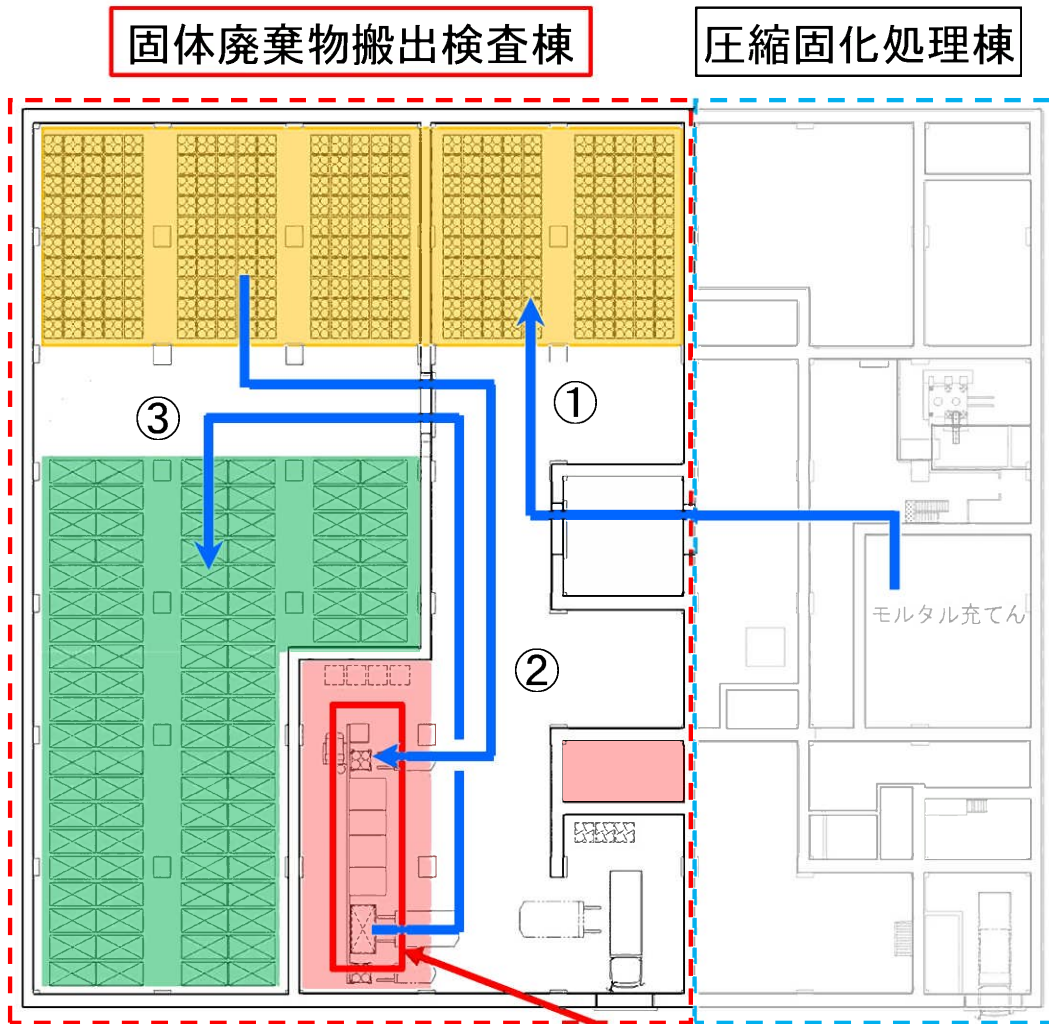 固体廃棄物搬出検査棟
圧縮固化処理棟
①
③
モルタル充てん
②